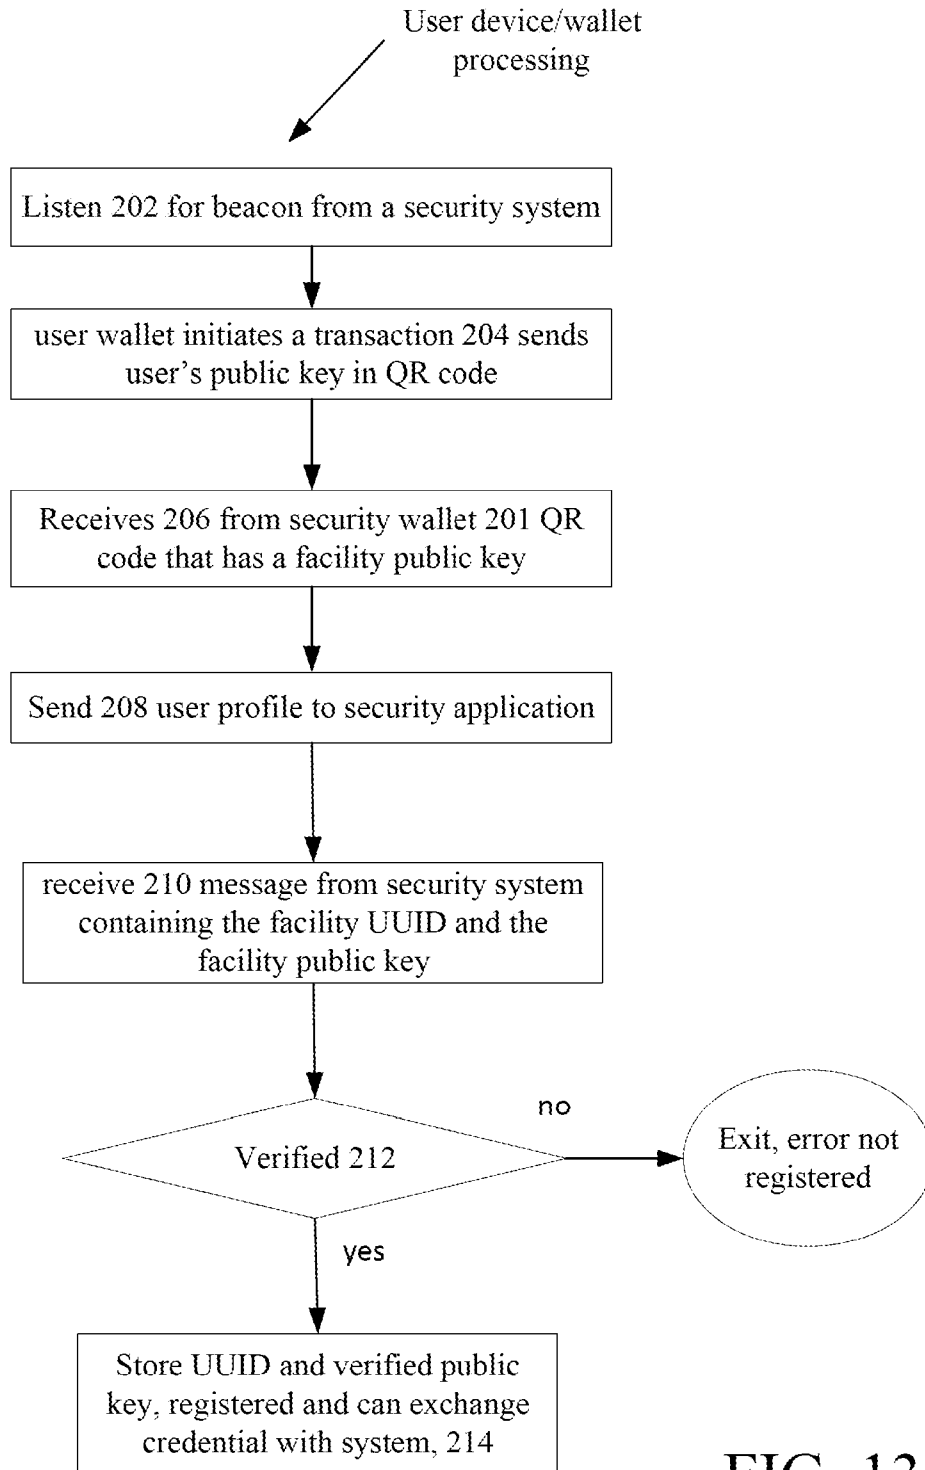 User device/wallet
processing
Listen 202 for beacon from a security system
user wallet initiates a transaction 204 sends
user's public key in QR code
Receives 206 from security wallet 201 QR
code that has a facility public key
Send 208 user profile to security application
receive 210 message from security system
containing the facility UUID and the
facility public key
no
Verified 212
Exit, error not
registered
yes
Store UUID and verified public
key, registered and can exchange
credential with system, 214
FIG. 13